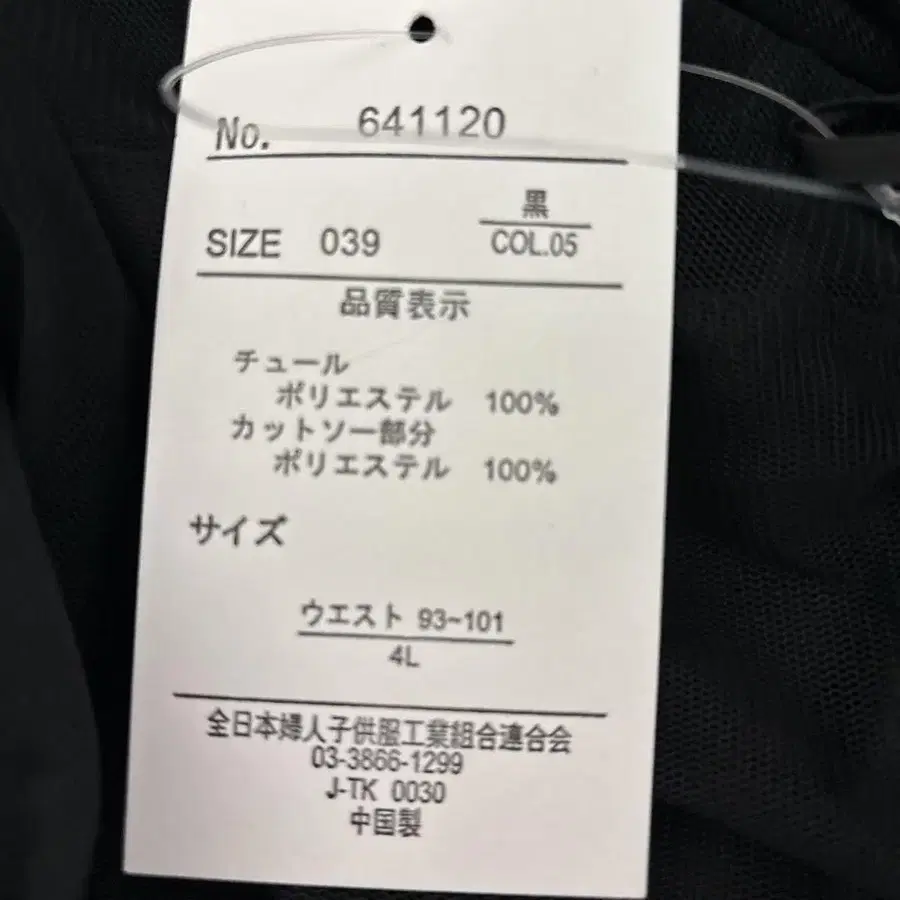 No. 641120
黒
SIZE 039 COL.05
品質表示
チュール
ポリエステル 100%
カットソー部分
ポリエステル 100%
サイズ
ウエスト 93~101
4L
全日本婦人子供服工業組合連合会
03-3866-1299
J-TK 0030
中国製